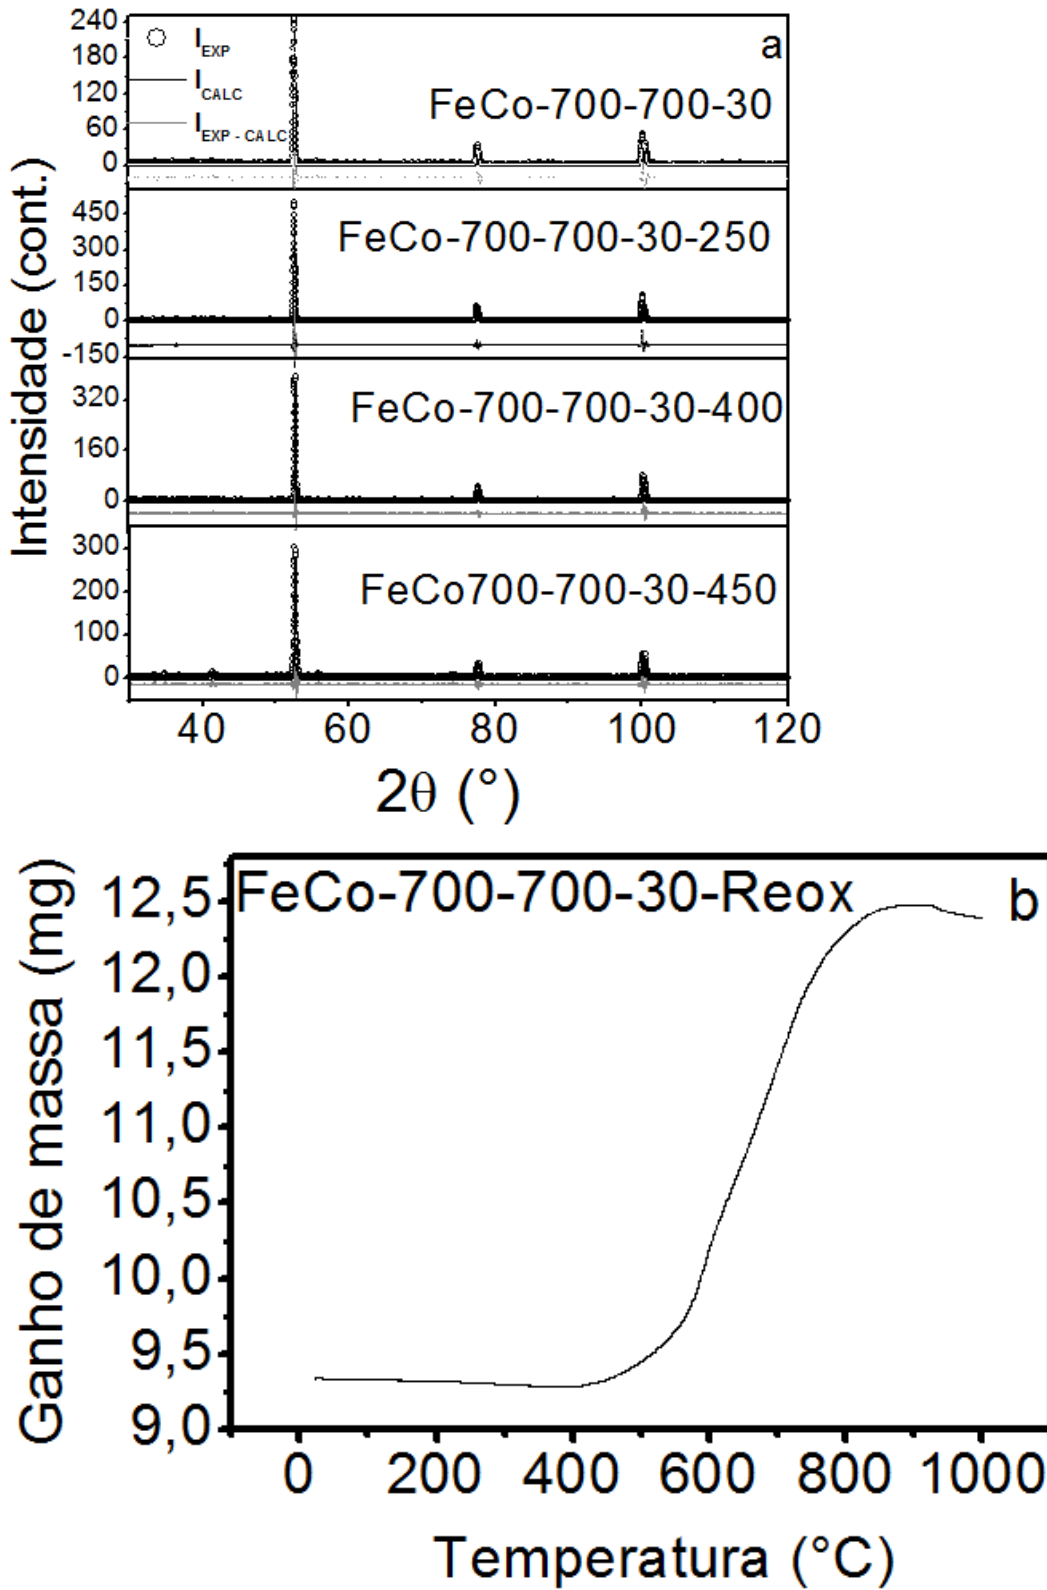 240
180
120
60
0
I EXP
I CALC
I EXP - CALC
a
FeCo-700-700-30
450
300
150
0
-150
FeCo-700-700-30-250
320
160
0
FeCo-700-700-30-400
300
200
100
0
FeCo700-700-30-450
Intensidade (cont.)
40 60 80 100 120
2θ (°)
FeCo-700-700-30-Reox
b
12,5
12,0
11,5
11,0
10,5
10,0
9,5
9,0
Ganho de massa (mg)
0 200 400 600 800 1000
Temperatura (°C)